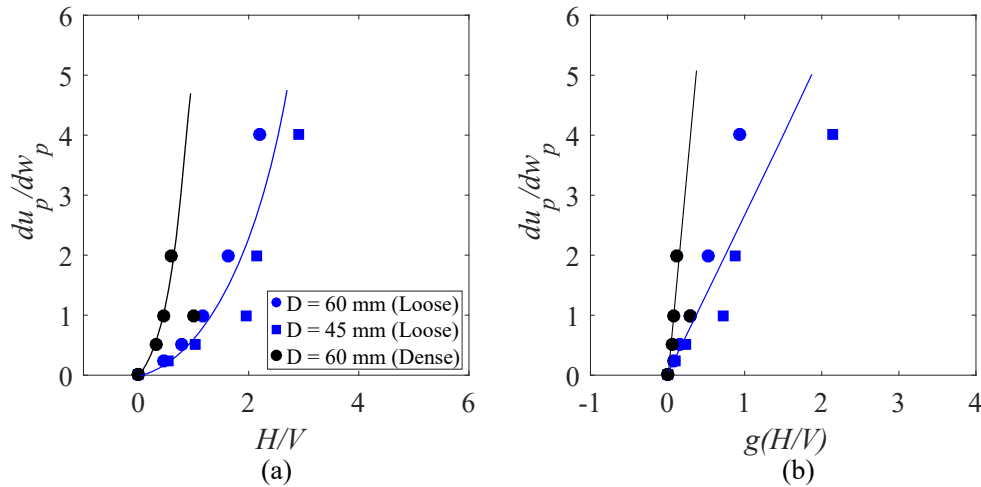 6
5
4
3
2
1
0
du_p/dw_p
0
2
4
6
H/V
(a)
D = 60 mm (Loose)
D = 45 mm (Loose)
D = 60 mm (Dense)
6
5
4
3
2
1
0
du_p/dw_p
-1
0
1
2
3
4
g(H/V)
(b)